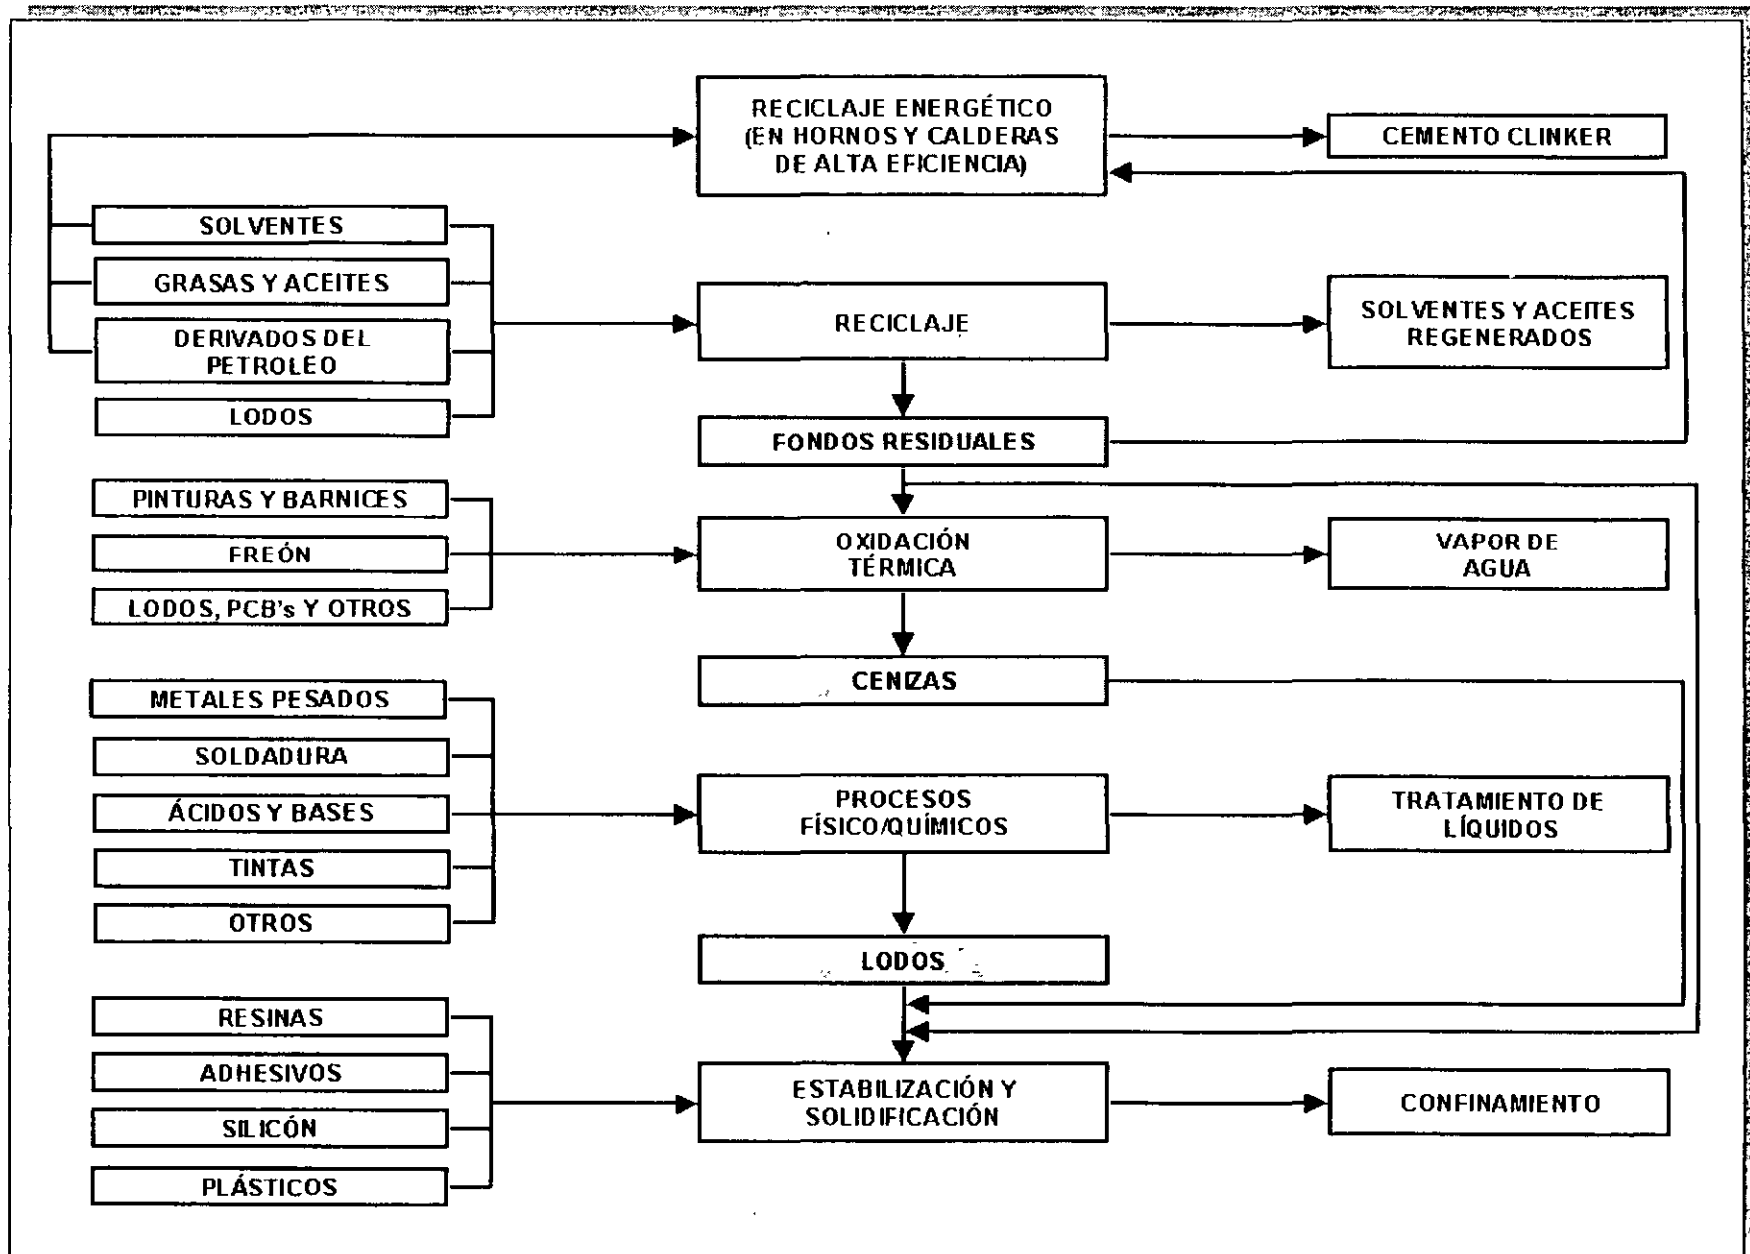 RECICLAJE ENERGÉTICO
(EN HORNOS Y CALDERAS
DE ALTA EFICIENCIA)
CEMENTO CLINKER
SOLVENTES
GRASAS Y ACEITES
DERIVADOS DEL
PETROLEO
LODOS
RECICLAJE
SOLVENTES Y ACEITES
REGENERADOS
FONDOS RESIDUALES
PINTURAS Y BARNICES
FREÓN
LODOS, PCB's Y OTROS
OXIDACIÓN
TÉRMICA
VAPOR DE
AGUA
CENIZAS
METALES PESADOS
SOLDADURA
ÁCIDOS Y BASES
TINTAS
OTROS
PROCESOS
FÍSICO/QUÍMICOS
TRATAMIENTO DE
LÍQUIDOS
LODOS
RESINAS
ADHESIVOS
SILICÓN
PLÁSTICOS
ESTABILIZACIÓN Y
SOLIDIFICACIÓN
CONFINAMIENTO